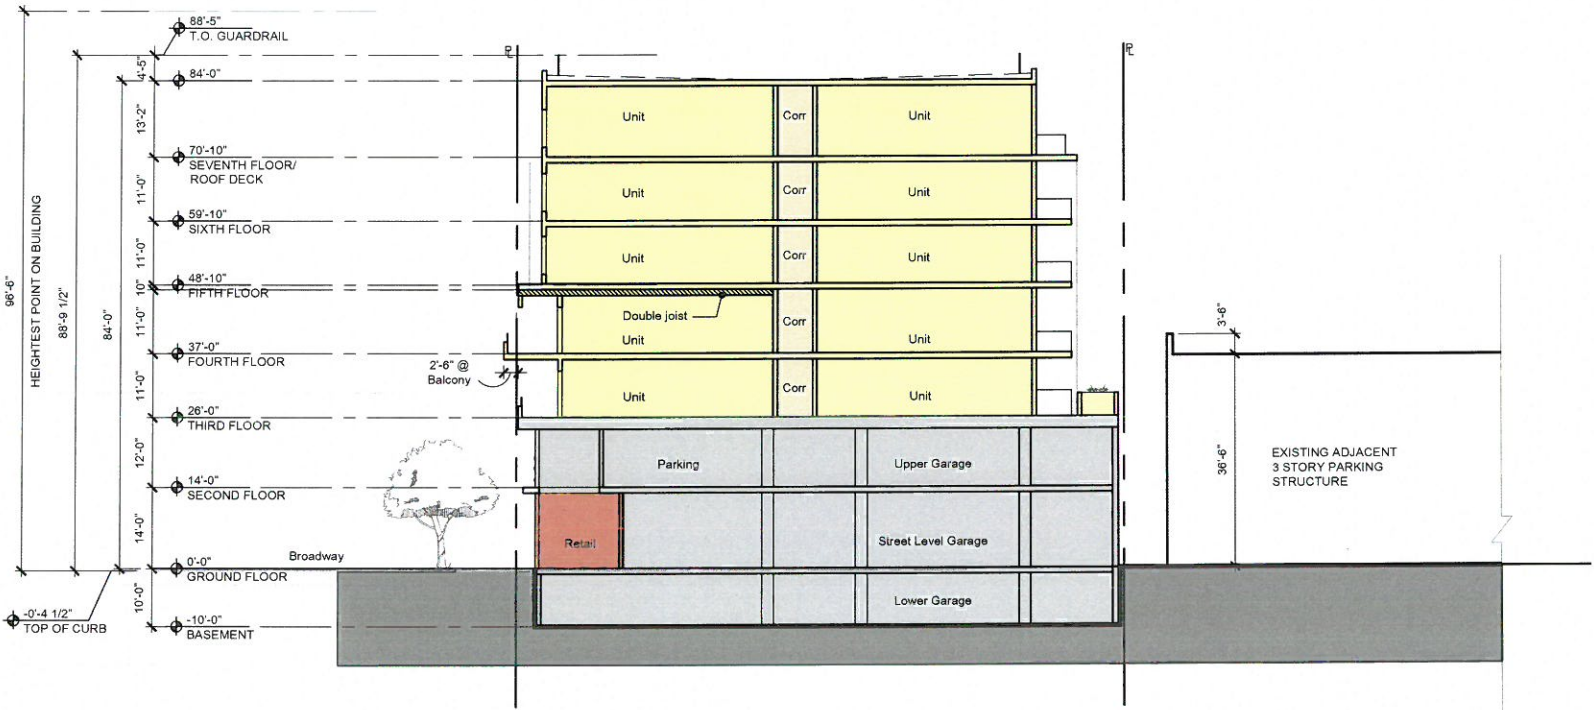 88'-5"
T.O. GUARDRAIL
4'-5"
84'-0"
13'-2"
70'-10"
SEVENTH FLOOR/
ROOF DECK
11'-0"
59'-10"
SIXTH FLOOR
11'-0"
48'-10"
FIFTH FLOOR
10"
11'-0"
37'-0"
FOURTH FLOOR
11'-0"
26'-0"
THIRD FLOOR
12'-0"
14'-0"
SECOND FLOOR
14'-0"
0'-0"
GROUND FLOOR
10'-0"
-10'-0"
BASEMENT
-0'-4 1/2"
TOP OF CURB
96'-6"
HEIGHTEST POINT ON BUILDING
88'-9 1/2"
84'-0"
Broadway
2'-6" @
Balcony
PL
PL
Unit
Corr
Unit
Unit
Corr
Unit
Unit
Corr
Unit
Double joist
Corr
Unit
Unit
Unit
Corr
Unit
Parking
Upper Garage
Retail
Street Level Garage
Lower Garage
3'-6"
36'-6"
EXISTING ADJACENT
3 STORY PARKING
STRUCTURE